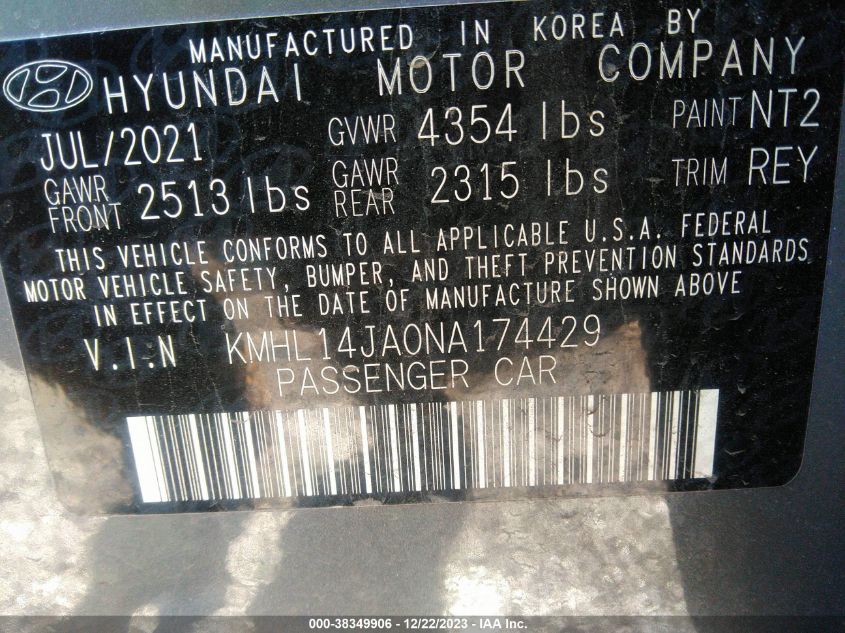 MANUFACTURED IN KOREA BY
HYUNDAI MOTOR COMPANY
JUL/2021 GVWR 4354 lbs PAINT NT2
GAWR FRONT 2513 lbs GAWR REAR 2315 lbs TRIM REY
THIS VEHICLE CONFORMS TO ALL APPLICABLE U.S.A. FEDERAL
MOTOR VEHICLE SAFETY, BUMPER, AND THEFT PREVENTION STANDARDS
IN EFFECT ON THE DATE OF MANUFACTURE SHOWN ABOVE
V.I.N KMHL14JA0NA174429
PASSENGER CAR
000-38349906 - 12/22/2023 - IAA Inc.